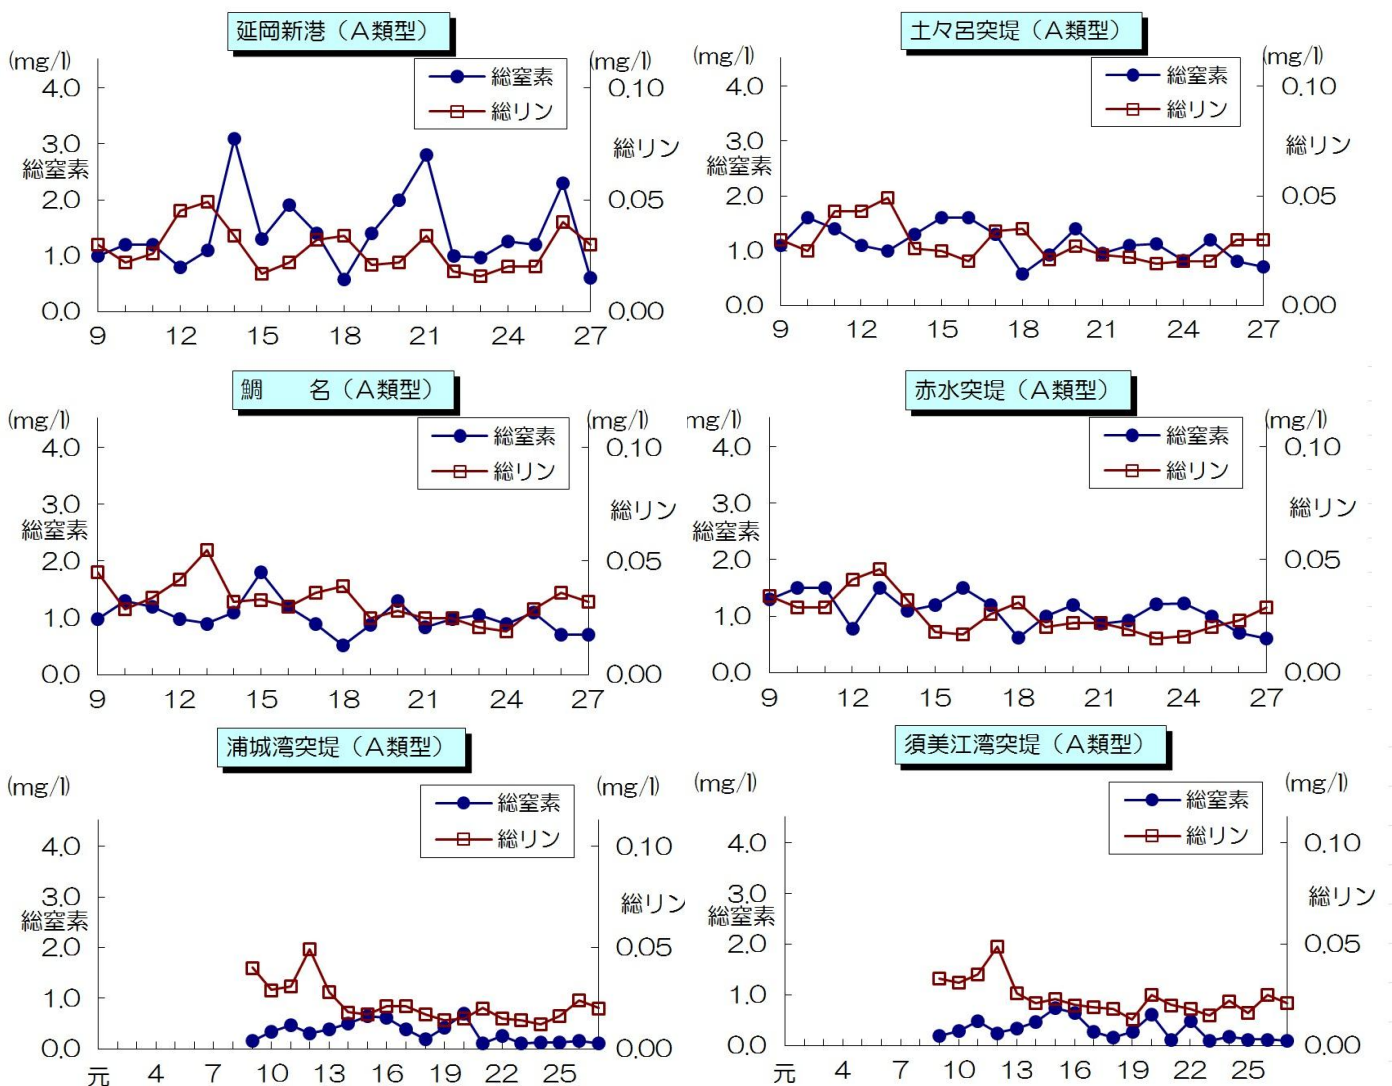 延岡新港（Ａ類型）
(mg/l)
(mg/l)
総窒素
総リン
4.0
3.0
総窒素
2.0
1.0
0.0
0.10
総リン
0.05
0.00
9 12 15 18 21 24 27
土々呂突堤（Ａ類型）
(mg/l)
(mg/l)
総窒素
総リン
4.0
3.0
総窒素
2.0
1.0
0.0
0.10
総リン
0.05
0.00
9 12 15 18 21 24 27
鯛　　名（Ａ類型）
(mg/l)
(mg/l)
総窒素
総リン
4.0
3.0
総窒素
2.0
1.0
0.0
0.10
総リン
0.05
0.00
9 12 15 18 21 24 27
赤水突堤（Ａ類型）
mg/l)
(mg/l)
総窒素
総リン
4.0
3.0
総窒素
2.0
1.0
0.0
0.10
総リン
0.05
0.00
9 12 15 18 21 24 27
浦城湾突堤（Ａ類型）
(mg/l)
(mg/l)
総窒素
総リン
4.0
3.0
総窒素
2.0
1.0
0.0
0.10
総リン
0.05
0.00
元 4 7 10 13 16 19 22 25
須美江湾突堤（Ａ類型）
(mg/l)
(mg/l)
総窒素
総リン
4.0
3.0
総窒素
2.0
1.0
0.0
0.10
総リン
0.05
0.00
元 4 7 10 13 16 19 22 25